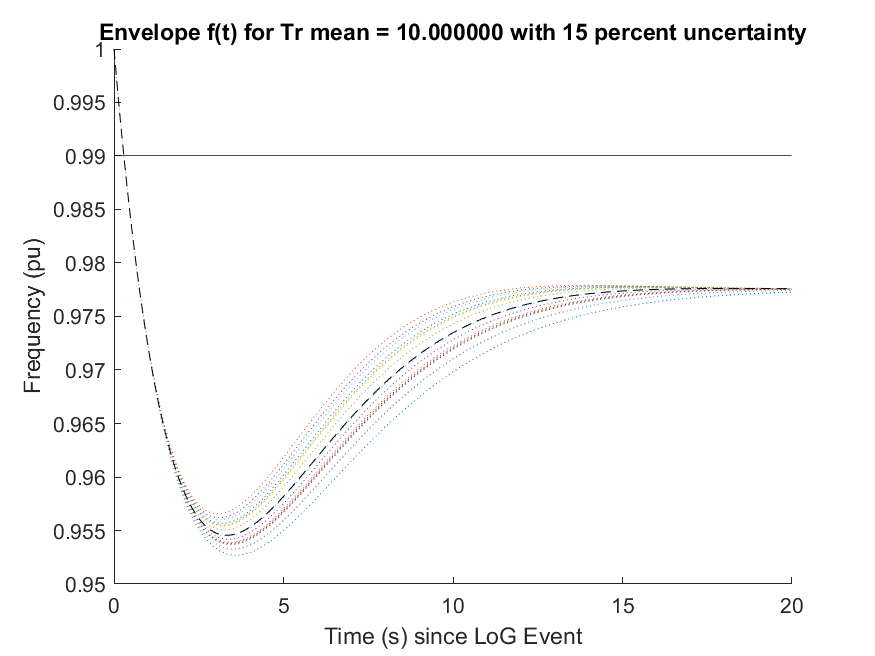 Envelope f(t) for Tr mean = 10.000000 with 15 percent uncertainty
1
0.995
0.99
0.985
0.98
0.975
0.97
0.965
0.96
0.955
0.95
Frequency (pu)
0 5 10 15 20
Time (s) since LoG Event